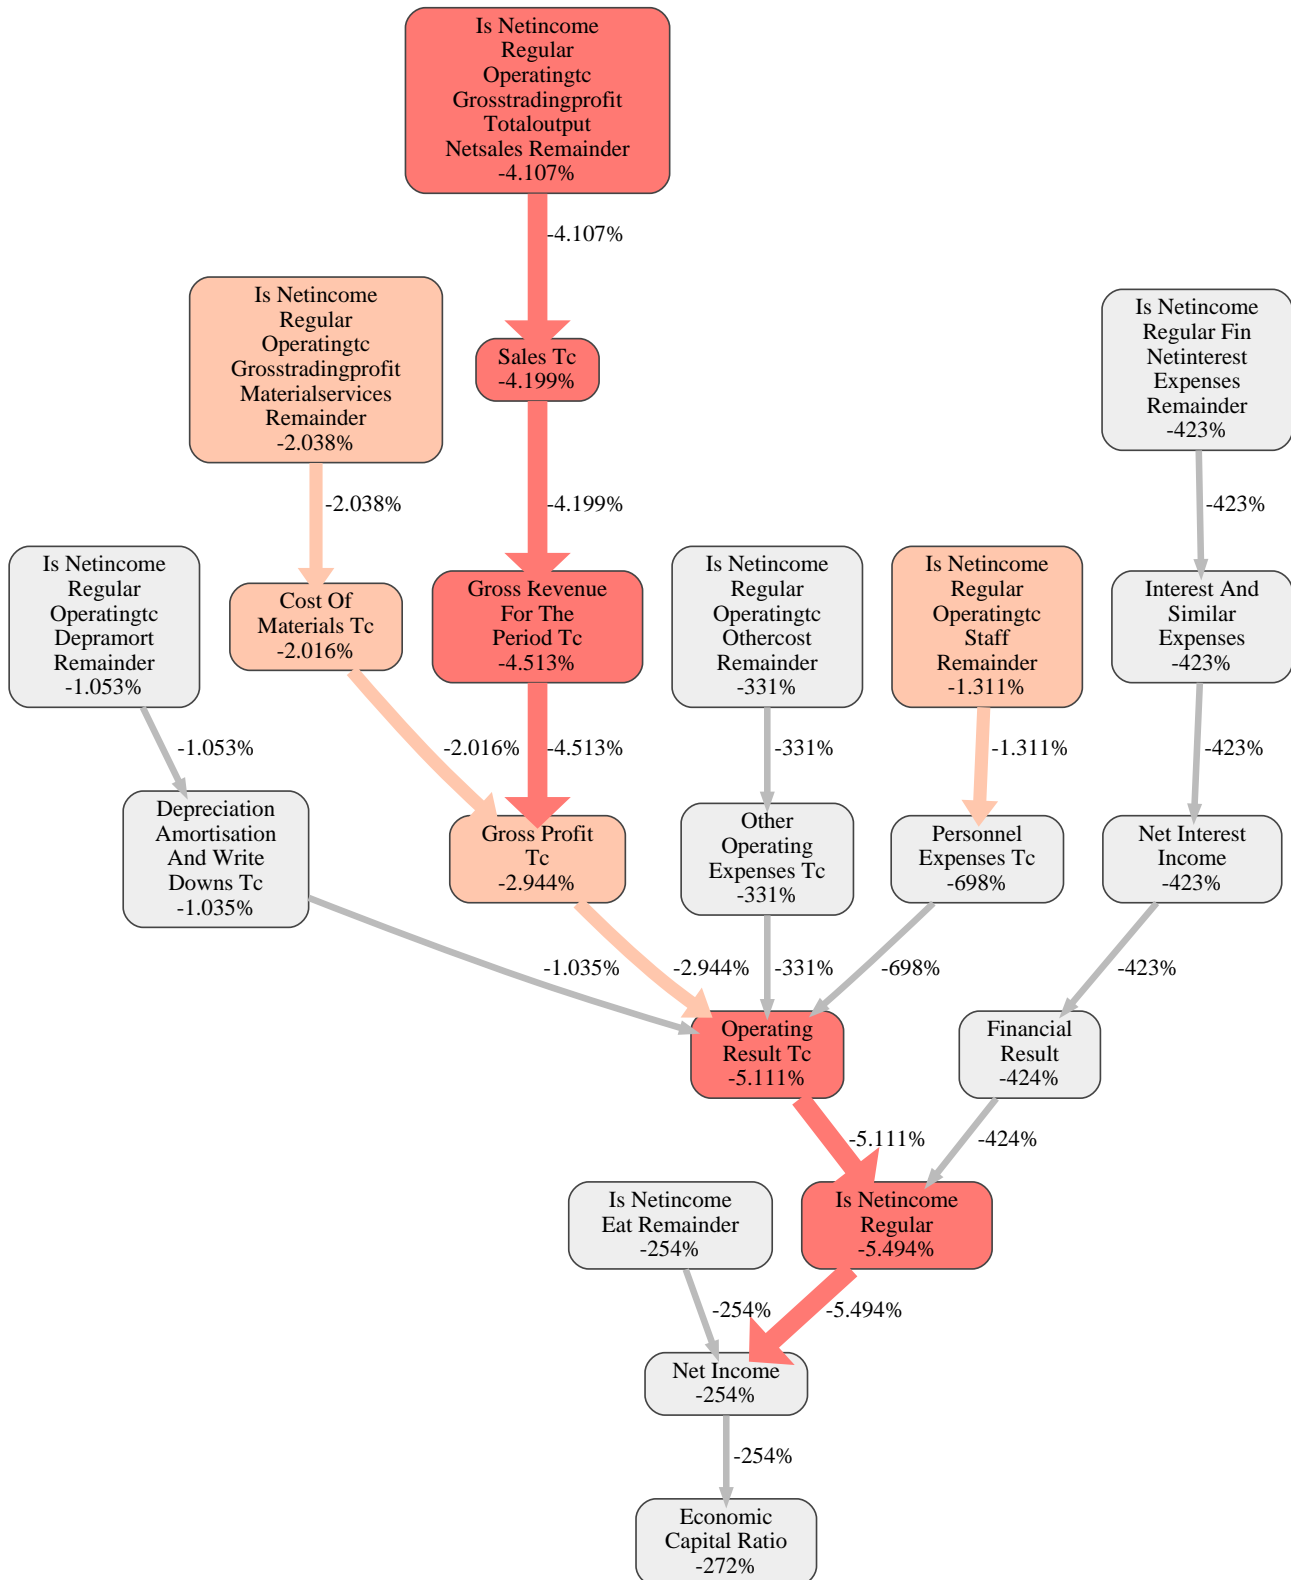 Is Netincome
Regular
Operatingtc
Grosstradingprofit
Totaloutput
Netsales Remainder
-4.107%
-4.107%
Is Netincome
Regular
Operatingtc
Grosstradingprofit
Materialservices
Remainder
-2.038%
Sales Tc
-4.199%
Is Netincome
Regular Fin
Netinterest
Expenses
Remainder
-423%
-2.038%
-4.199%
-423%
Is Netincome
Regular
Operatingtc
Depramort
Remainder
-1.053%
Cost Of
Materials Tc
-2.016%
Gross Revenue
For The
Period Tc
-4.513%
Is Netincome
Regular
Operatingtc
Othercost
Remainder
-331%
Is Netincome
Regular
Operatingtc
Staff
Remainder
-1.311%
Interest And
Similar
Expenses
-423%
-1.053%
-2.016%
-4.513%
-331%
-1.311%
-423%
Depreciation
Amortisation
And Write
Downs Tc
-1.035%
Gross Profit
Tc
-2.944%
Other
Operating
Expenses Tc
-331%
Personnel
Expenses Tc
-698%
Net Interest
Income
-423%
-1.035%
-2.944%
-331%
-698%
-423%
Operating
Result Tc
-5.111%
Financial
Result
-424%
-5.111%
-424%
Is Netincome
Eat Remainder
-254%
Is Netincome
Regular
-5.494%
-254%
-5.494%
Net Income
-254%
-254%
Economic
Capital Ratio
-272%